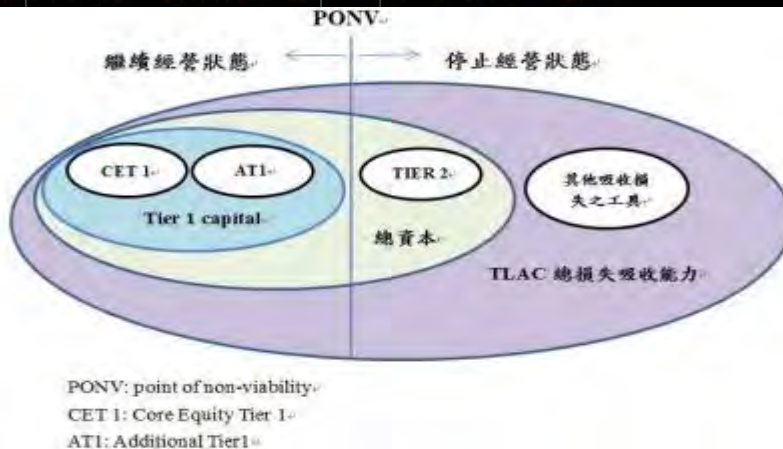 PONV
繼續經營狀態
停止經營狀態
CET 1
AT1
TIER 2
其他吸收損
失之工具
Tier 1 capital
總資本
TLAC 總損失吸收能力
PONV: point of non-viability
CET 1: Core Equity Tier 1
AT1: Additional Tier1